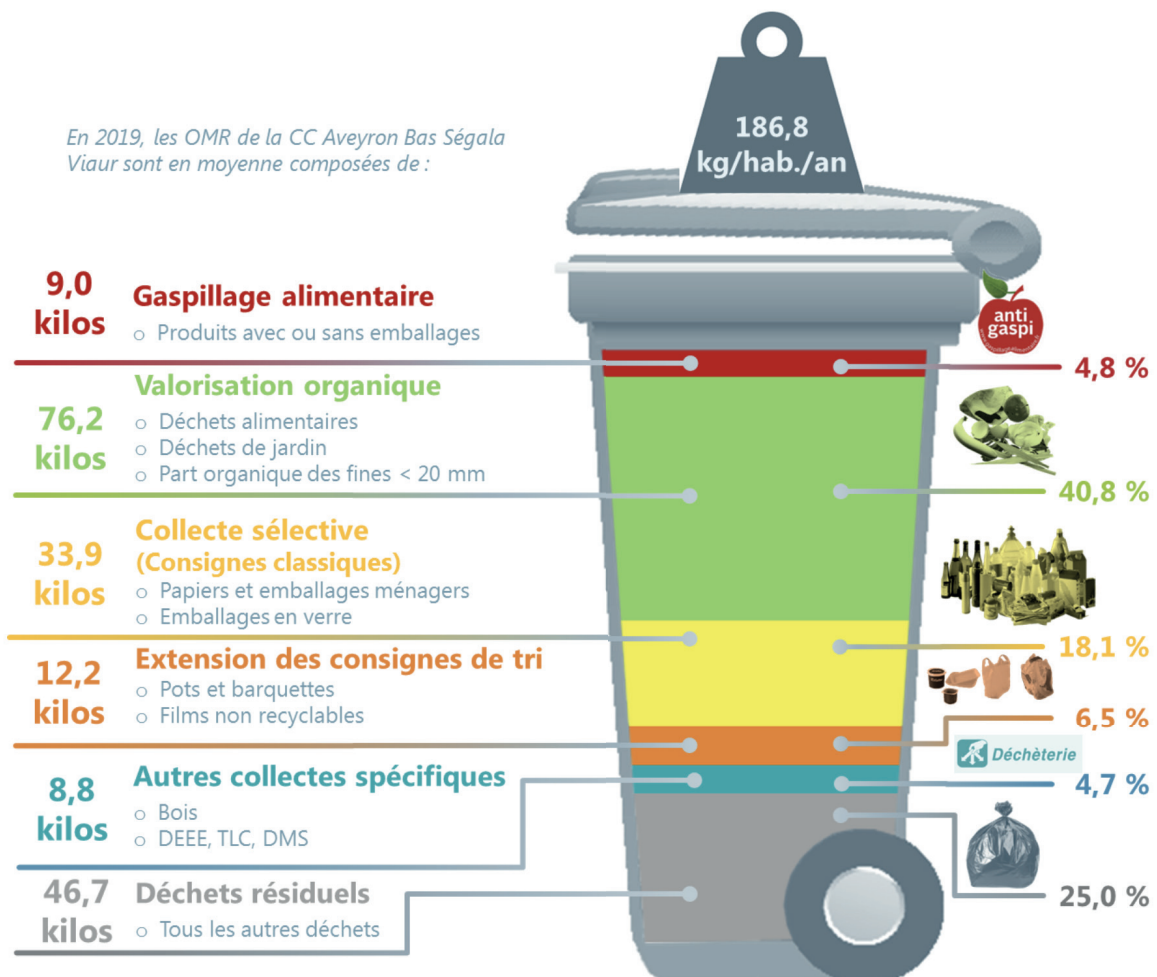 En 2019, les OMR de la CC Aveyron Bas Ségala
Viaur sont en moyenne composées de :
186,8
kg/hab./an
9,0
kilos
Gaspillage alimentaire
o Produits avec ou sans emballages
anti
gaspi
4,8 %
76,2
kilos
Valorisation organique
o Déchets alimentaires
o Déchets de jardin
o Part organique des fines < 20 mm
40,8 %
33,9
kilos
Collecte sélective
(Consignes classiques)
o Papiers et emballages ménagers
o Emballages en verre
18,1 %
12,2
kilos
Extension des consignes de tri
o Pots et barquettes
o Films non recyclables
6,5 %
8,8
kilos
Autres collectes spécifiques
o Bois
o DEEE, TLC, DMS
Déchèterie
4,7 %
46,7
kilos
Déchets résiduels
o Tous les autres déchets
25,0 %